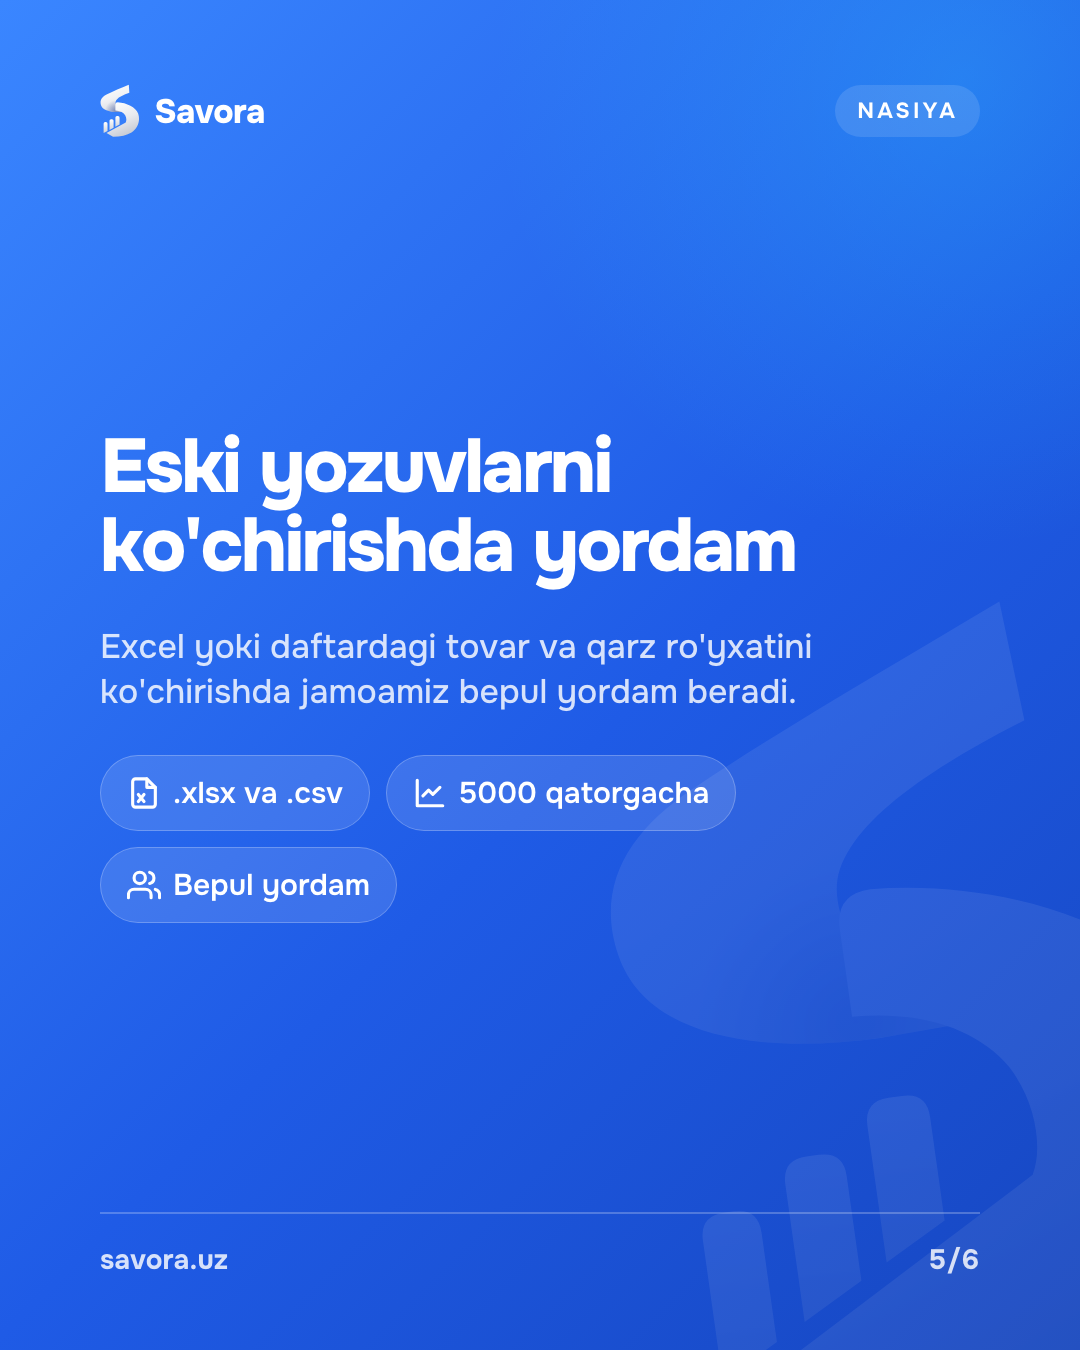 Savora
NASIYA
Eski yozuvlarni
ko'chirishda yordam
Excel yoki daftardagi tovar va qarz ro'yxatini
ko'chirishda jamoamiz bepul yordam beradi.
.xlsx va .csv
5000 qatorgacha
Bepul yordam
savora.uz
5/6